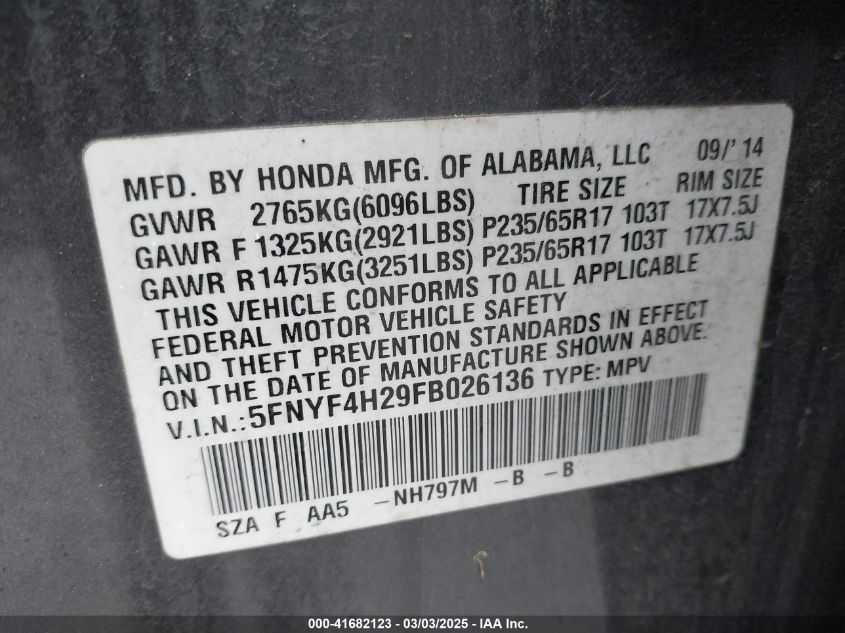 MFD. BY HONDA MFG. OF ALABAMA, LLC 09/'14
GVWR 2765KG(6096LBS) TIRE SIZE RIM SIZE
GAWR F 1325KG(2921LBS) P235/65R17 103T 17X7.5J
GAWR R1475KG(3251LBS) P235/65R17 103T 17X7.5J
THIS VEHICLE CONFORMS TO ALL APPLICABLE
FEDERAL MOTOR VEHICLE SAFETY
AND THEFT PREVENTION STANDARDS IN EFFECT
ON THE DATE OF MANUFACTURE SHOWN ABOVE.
V.I.N.:5FNYF4H29FB026136 TYPE: MPV
SZA F AA5 -NH797M -B -B
000-41682123 - 03/03/2025 - IAA Inc.